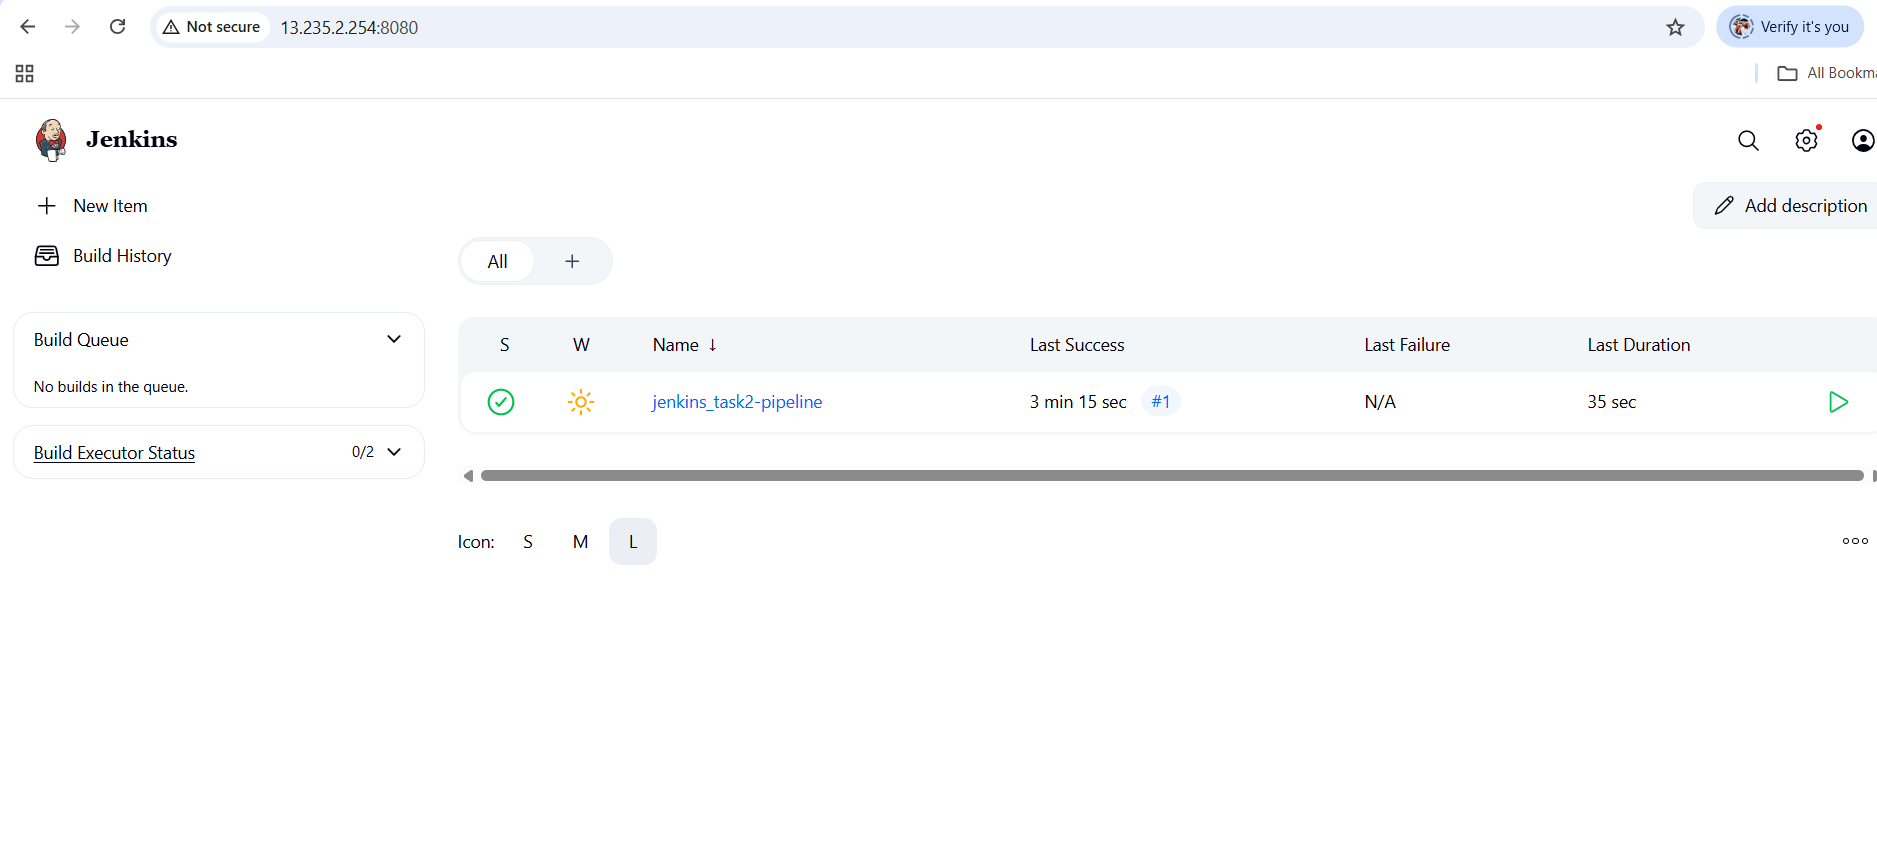 Not secure 13.235.2.254:8080 Verify it's you
All Bookma
Jenkins
New Item
Add description
Build History
All +
Build Queue
No builds in the queue.
Build Executor Status 0/2
S W Name ↓ Last Success Last Failure Last Duration
jenkins_task2-pipeline 3 min 15 sec #1 N/A 35 sec
Icon: S M L